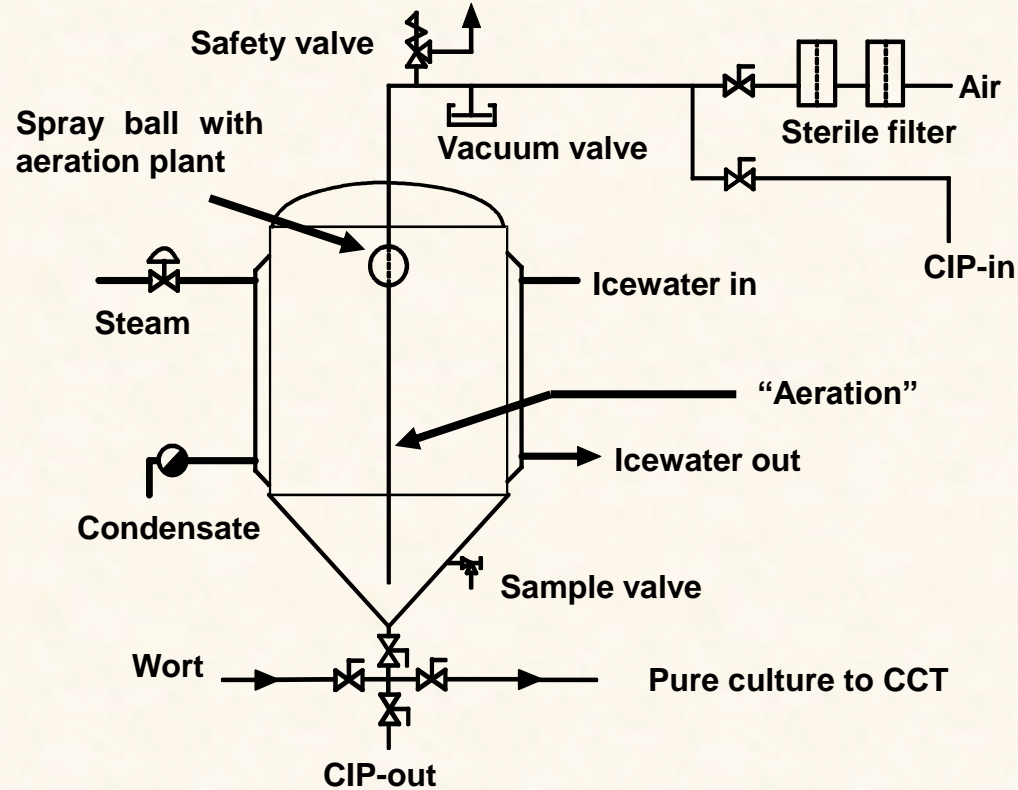 Safety valve
Air
Spray ball with
aeration plant
Vacuum valve
Sterile filter
CIP-in
Icewater in
Steam
“Aeration”
Icewater out
Condensate
Sample valve
Wort
Pure culture to CCT
CIP-out